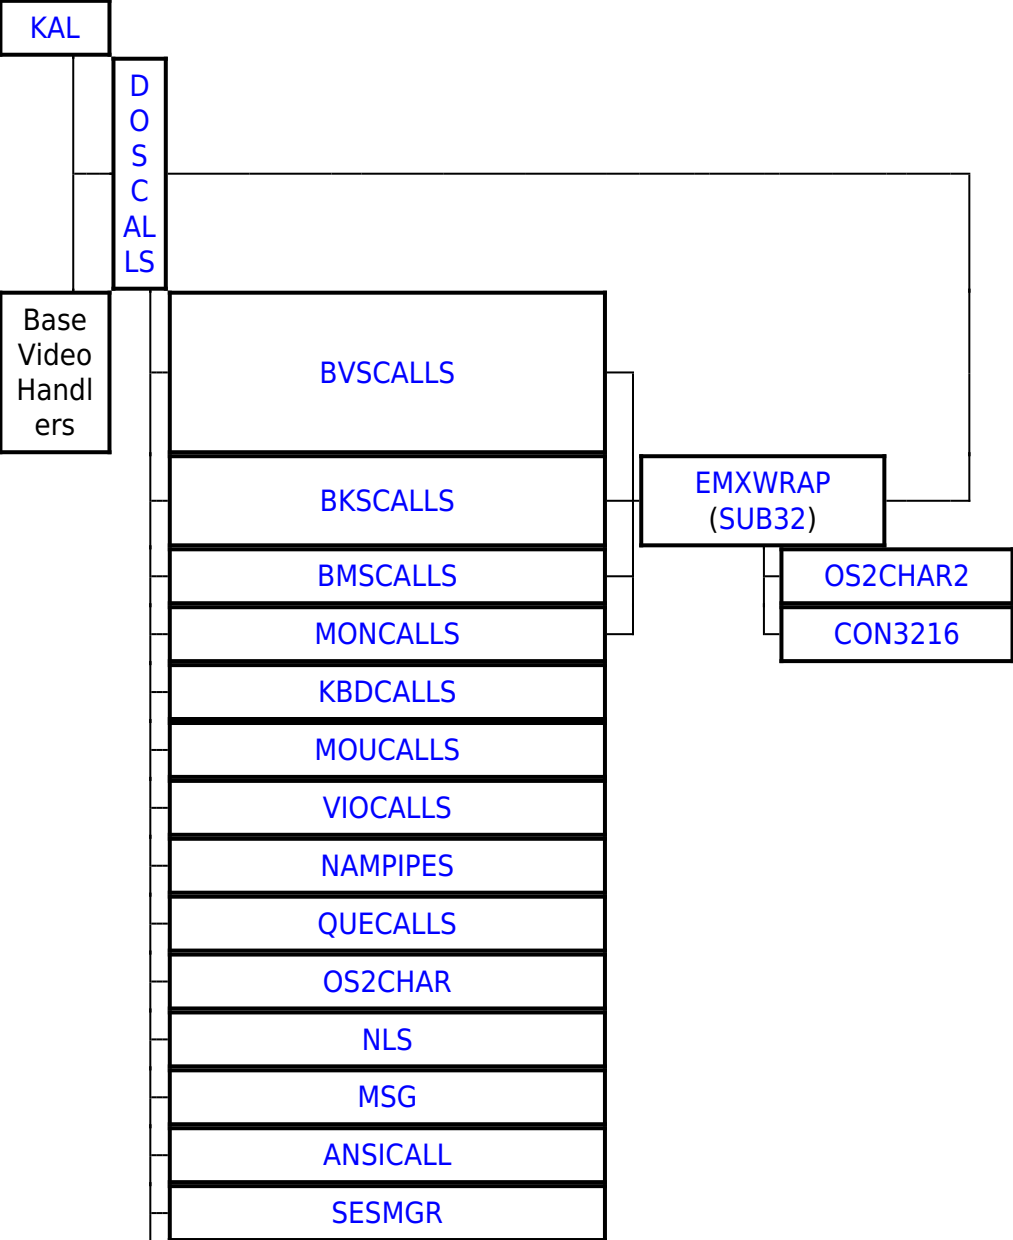 KAL
D
O
S
C
AL
LS
Base
Video
Handl
ers
BVSCALLS
BKSCALLS
EMXWRAP
(SUB32)
BMSCALLS
OS2CHAR2
MONCALLS
CON3216
KBDCALLS
MOUCALLS
VIOCALLS
NAMPIPES
QUECALLS
OS2CHAR
NLS
MSG
ANSICALL
SESMGR